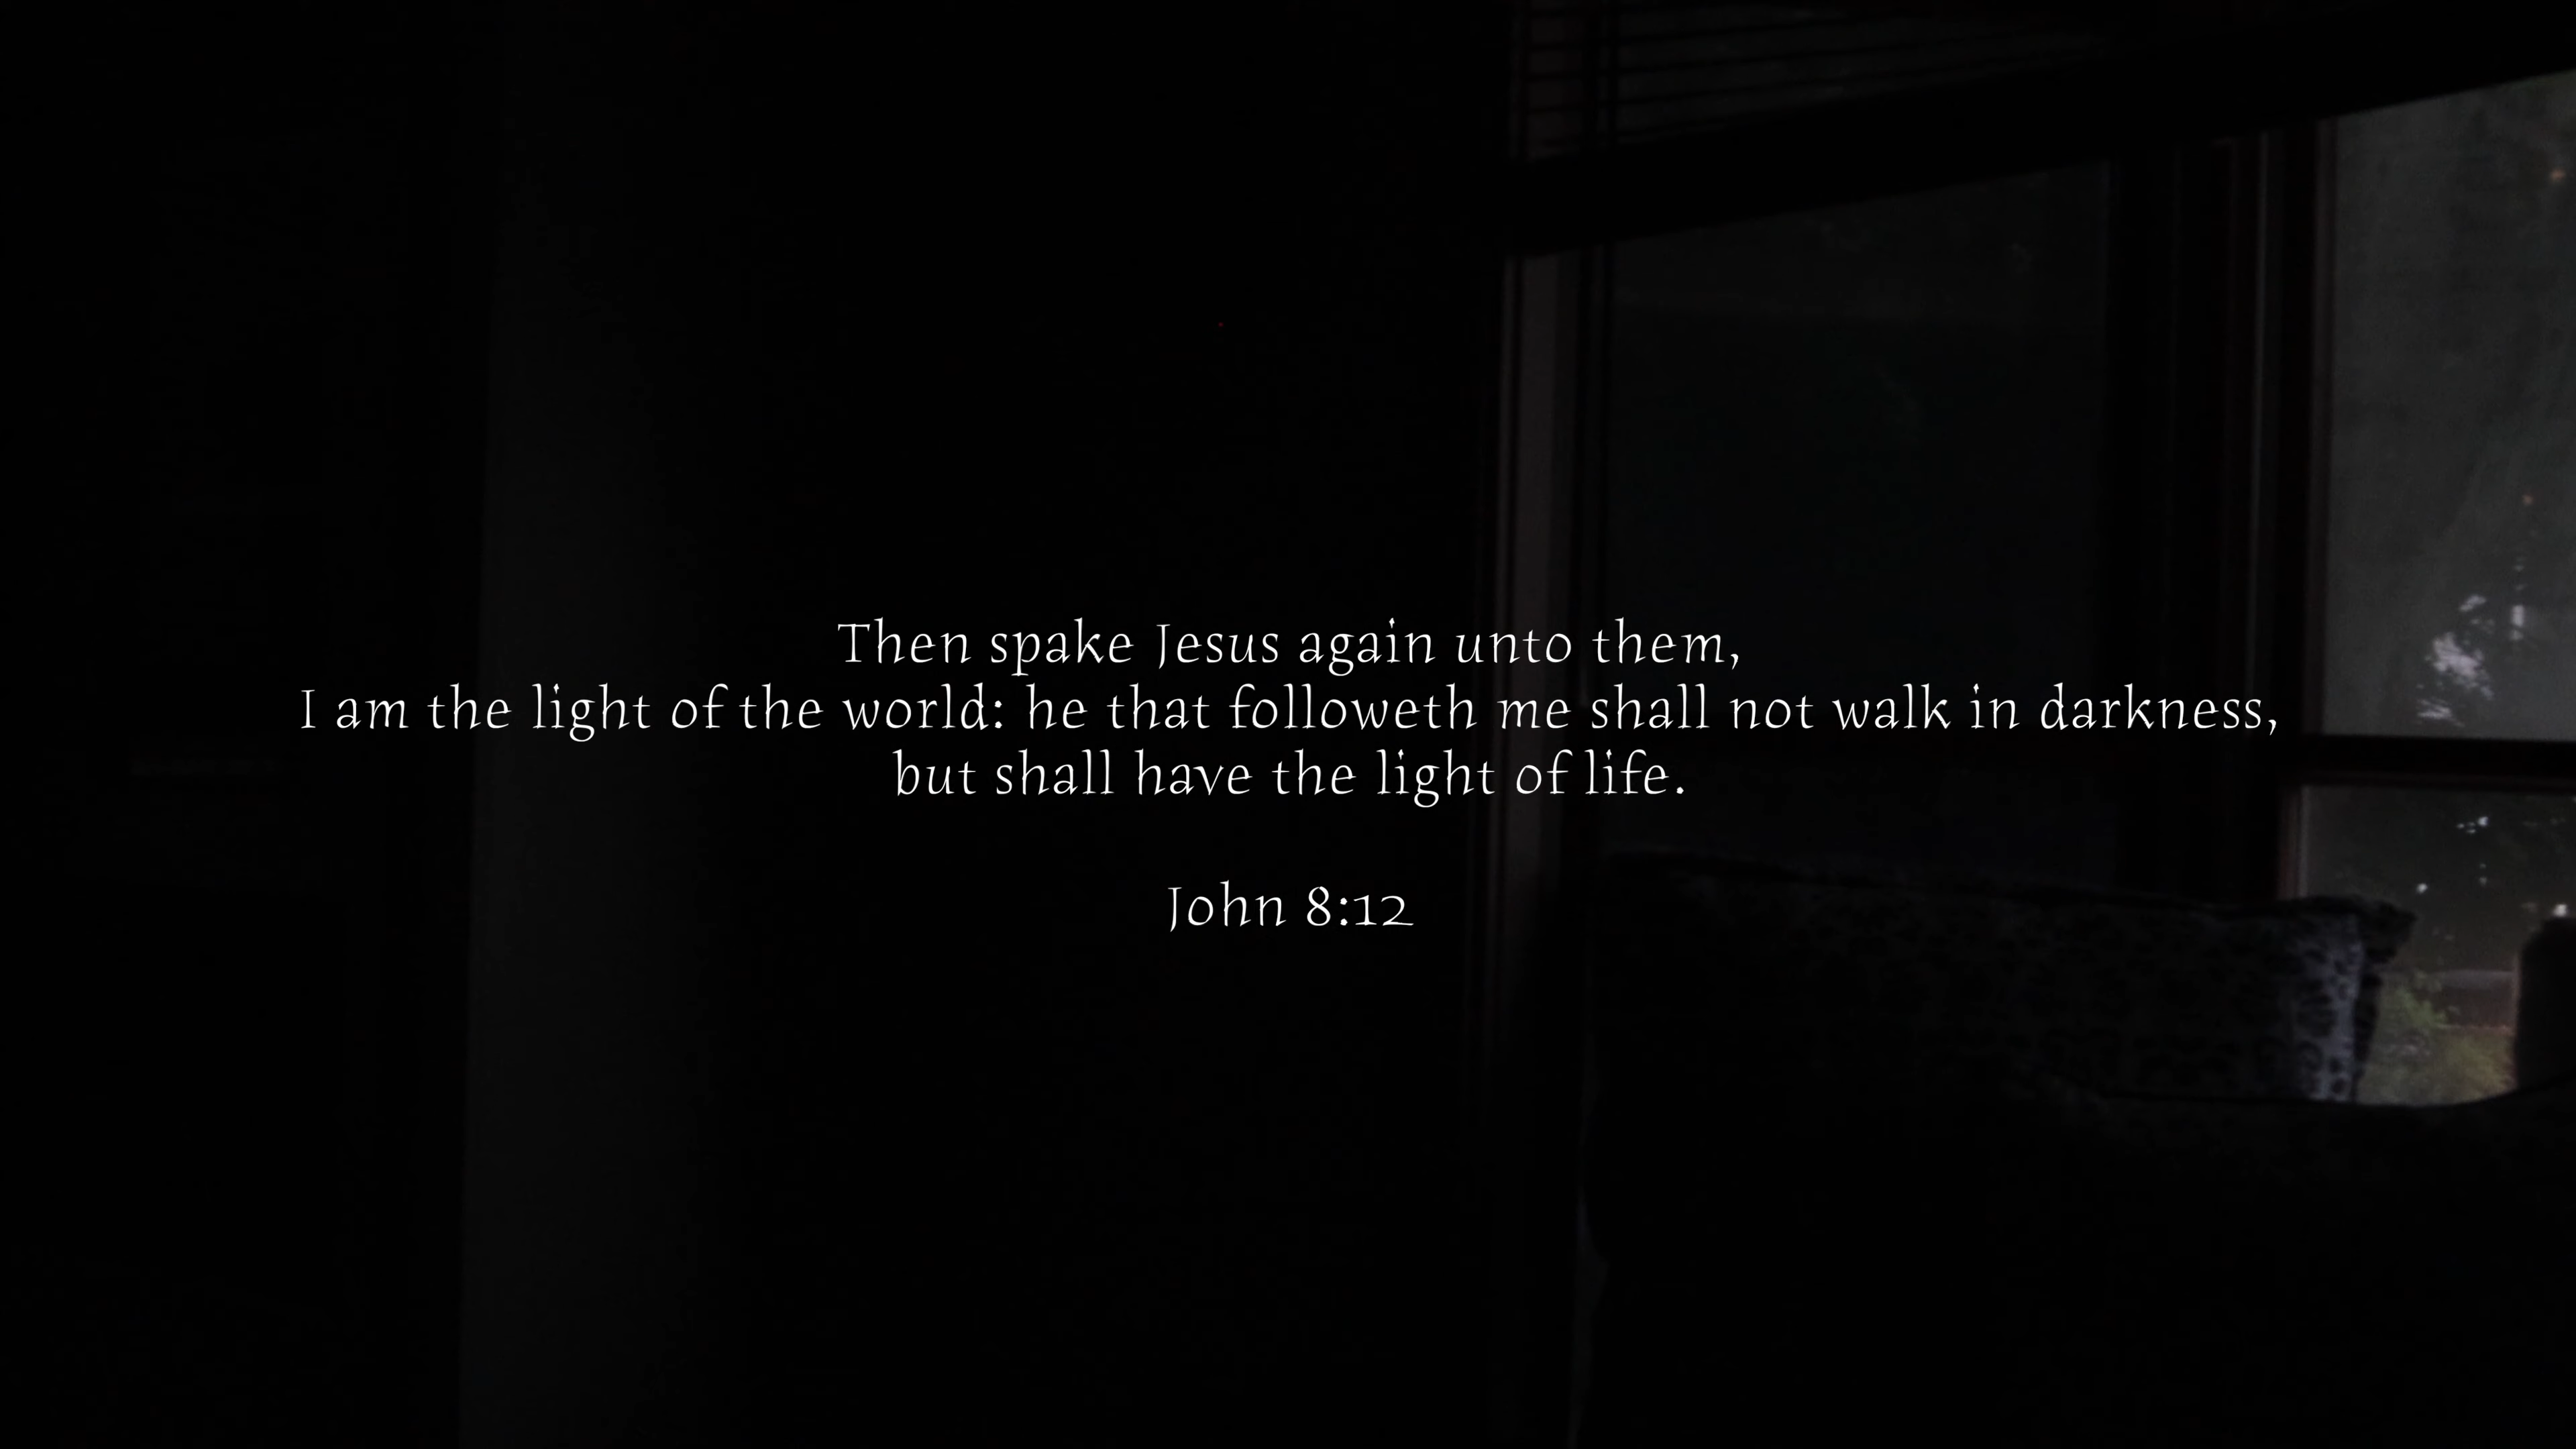 Then spake Jesus again unto them,
I am the light of the world: he that followeth me shall not walk in darkness,
but shall have the light of life.
John 8:12